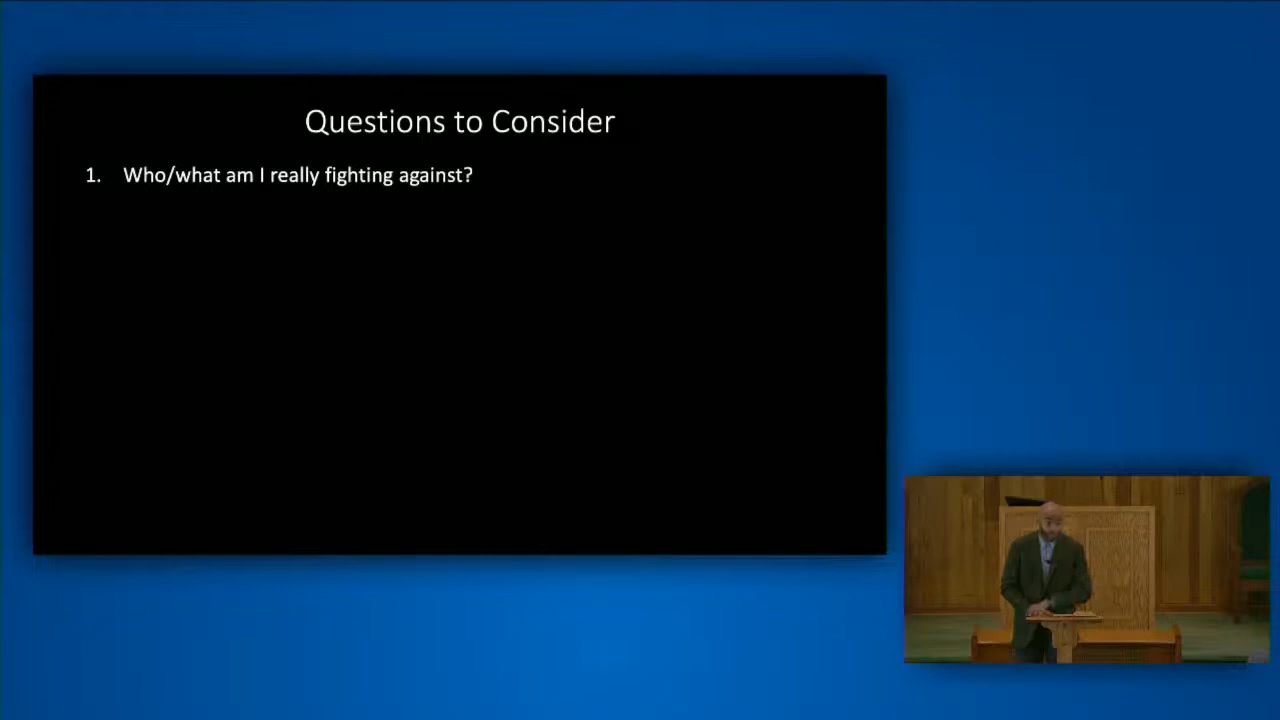 Questions to Consider
1. Who/what am I really fighting against?